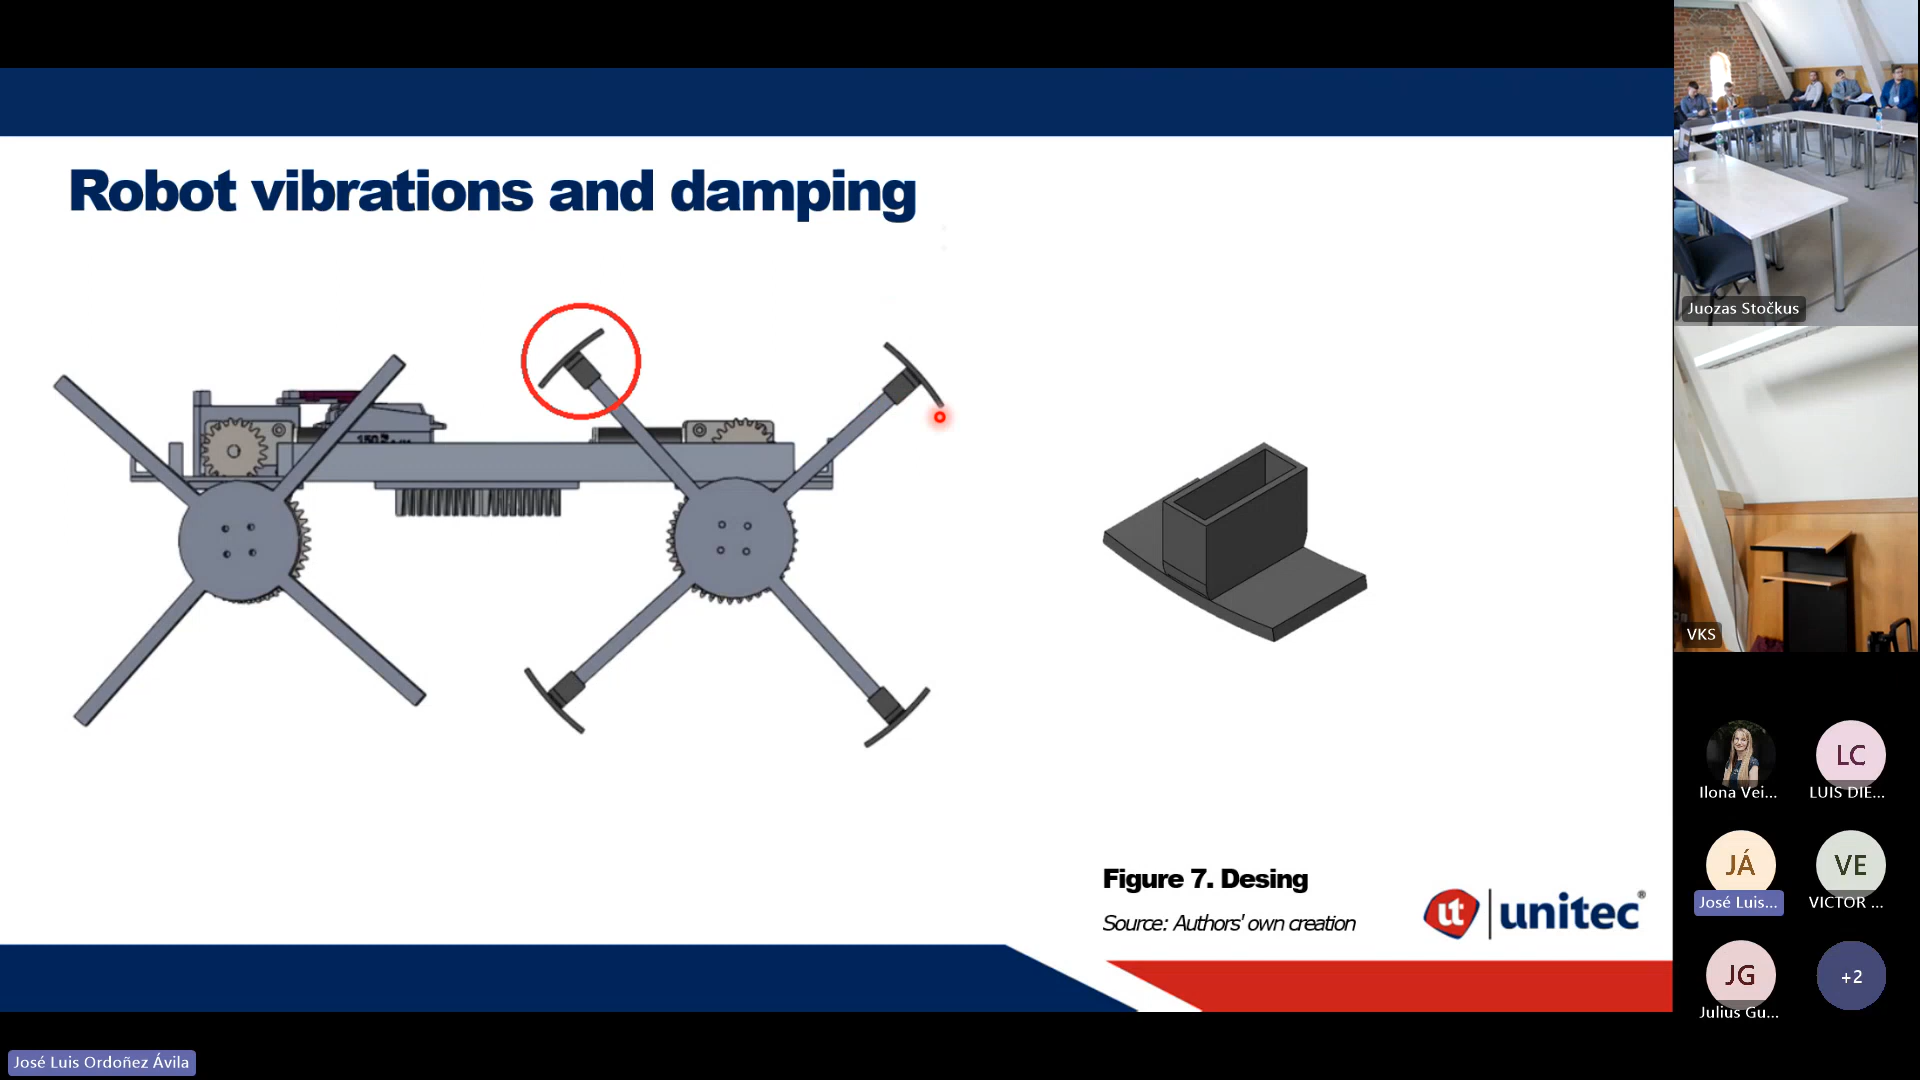 Robot vibrations and damping
Figure 7. Desing
Source: Authors' own creation
ut unitec®
Juozas Stočkus
VKS
Ilona Vei...
LC
LUIS DIE...
JÁ
José Luis...
VE
VICTOR ...
JG
Julius Gu...
+2
José Luis Ordoñez Ávila